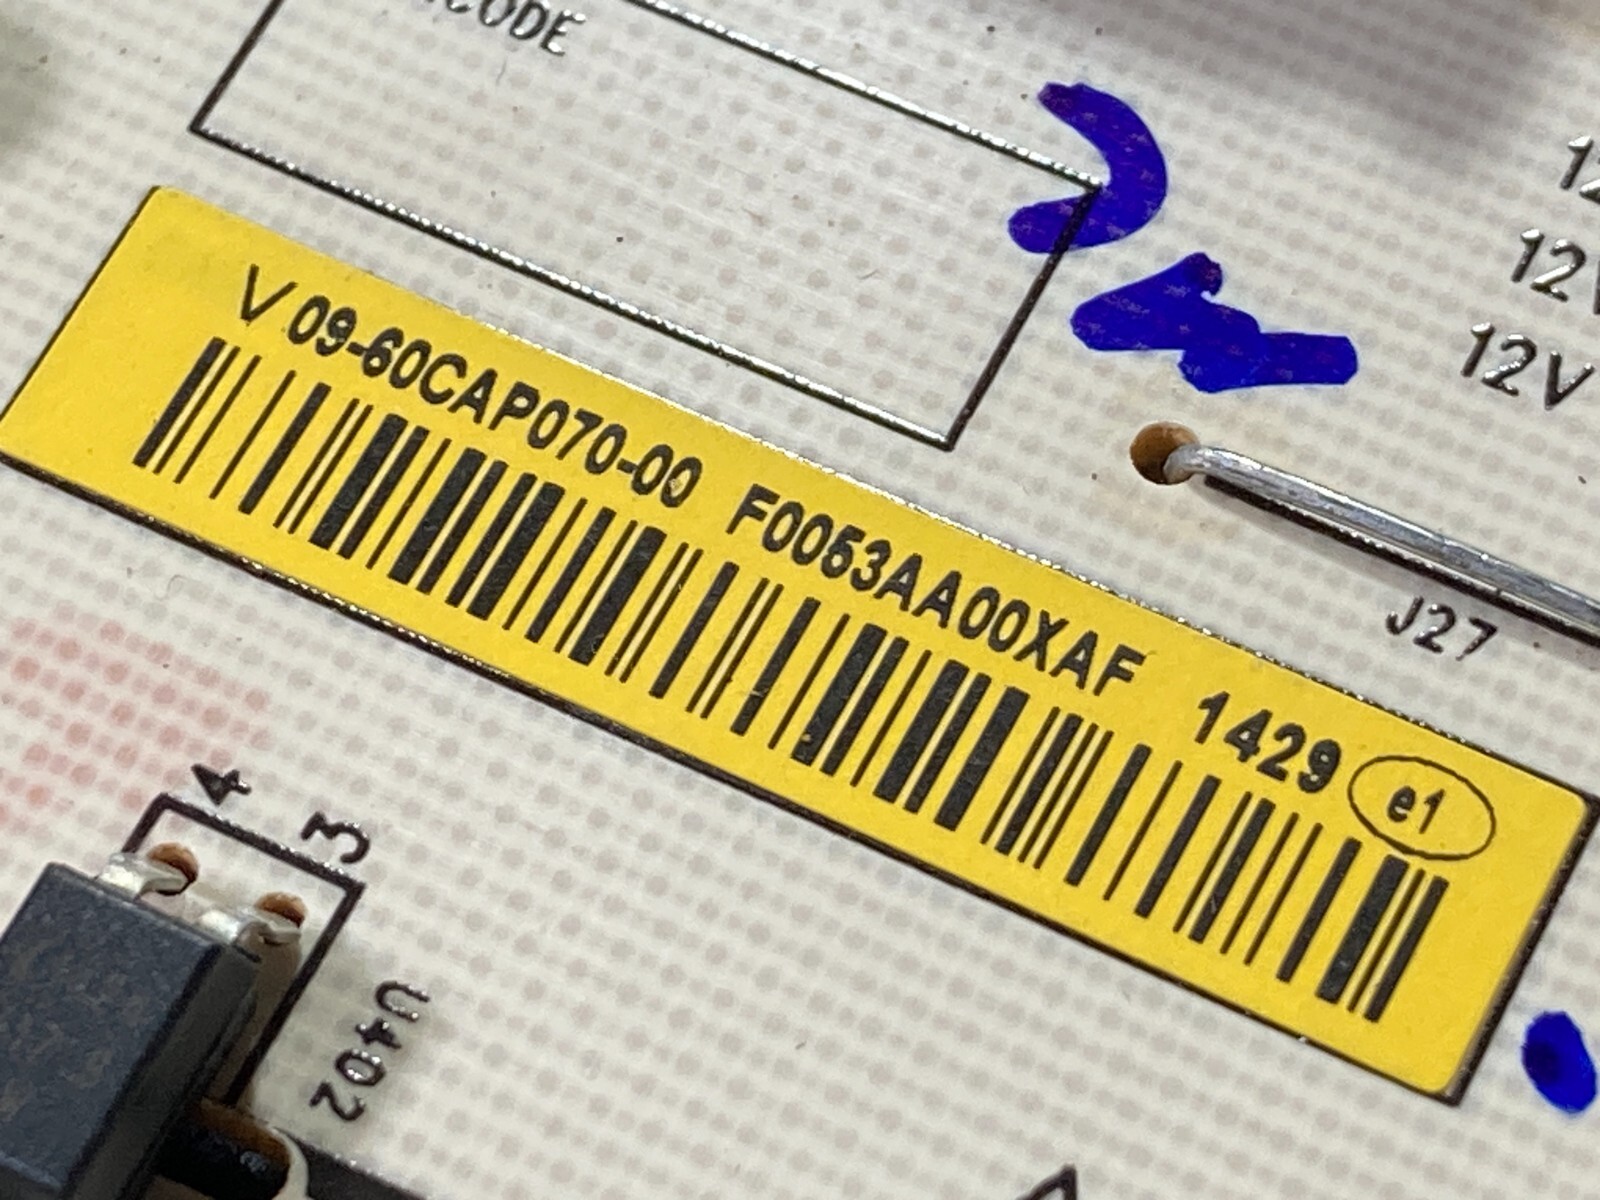 CODE
12V
12V
V 09-60CAP070-00 F0053AA00XAF 1429 e1
J27
4
3
U402